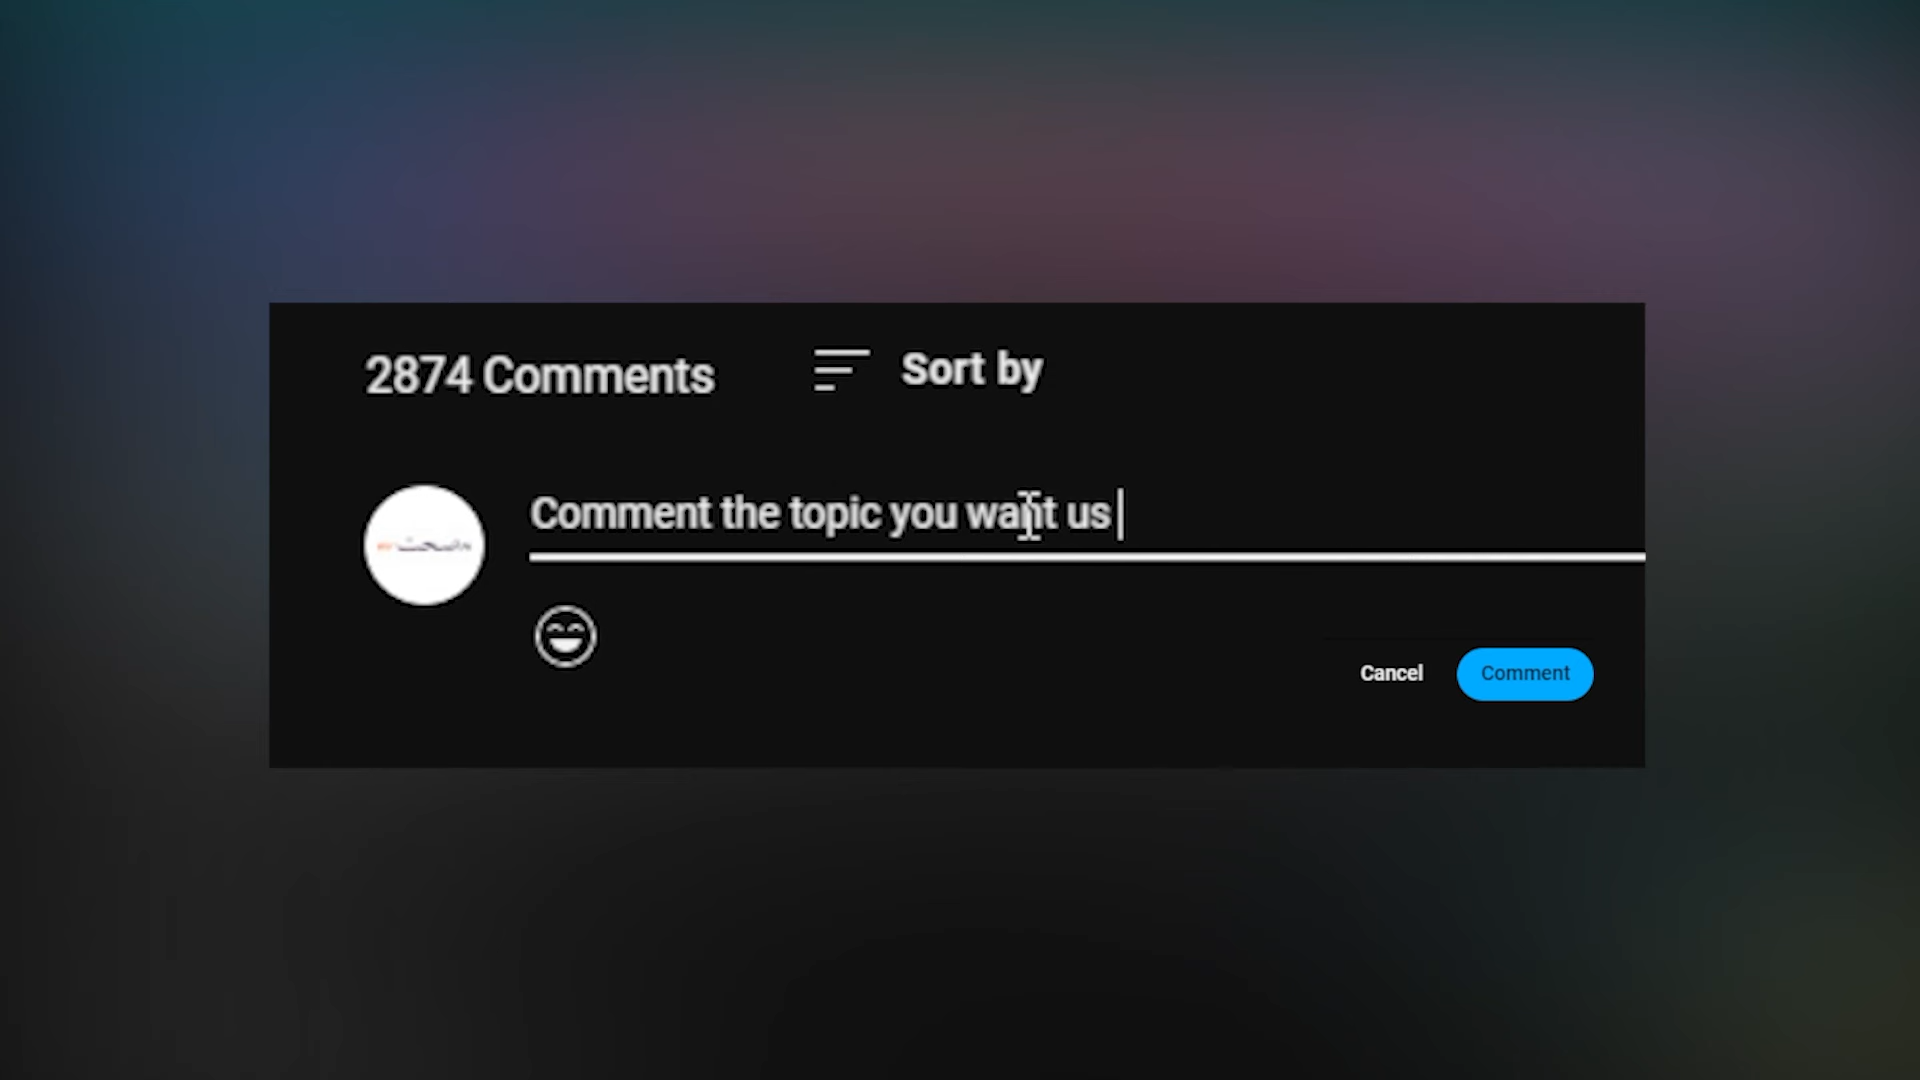 2874 Comments
Sort by
Comment the topic you want us
Cancel
Comment